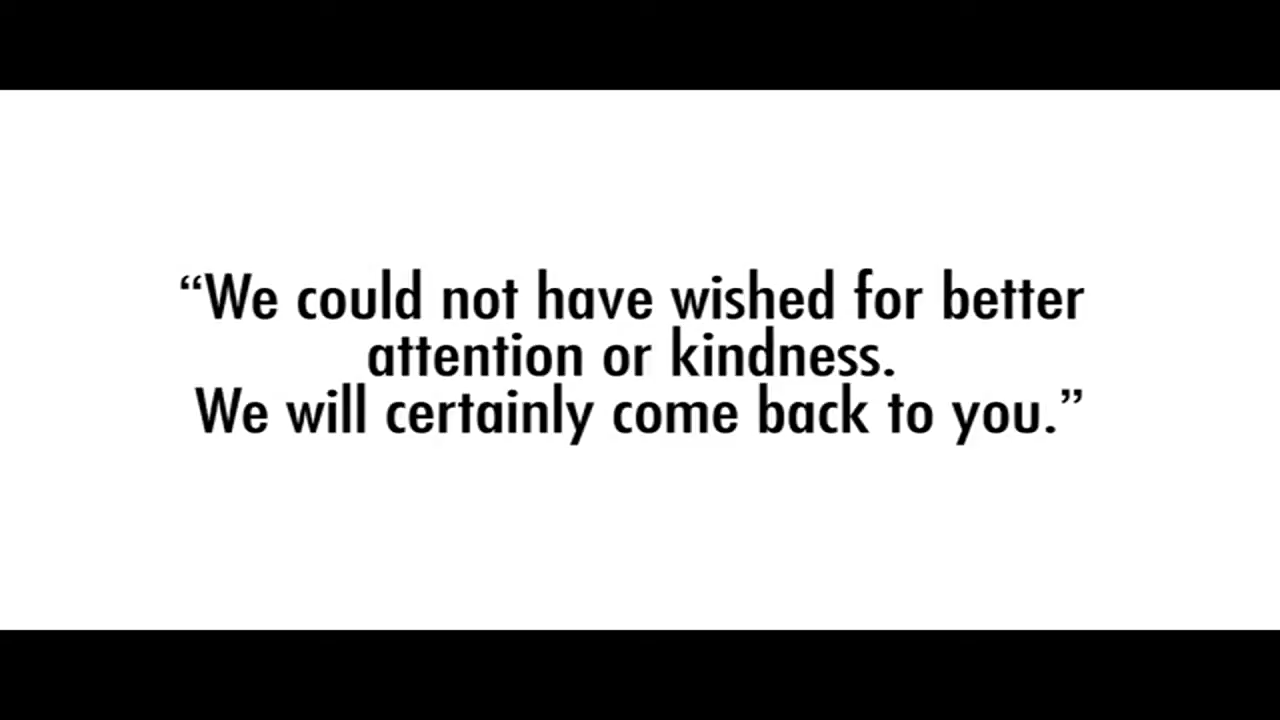 “We could not have wished for better
attention or kindness.
We will certainly come back to you.”